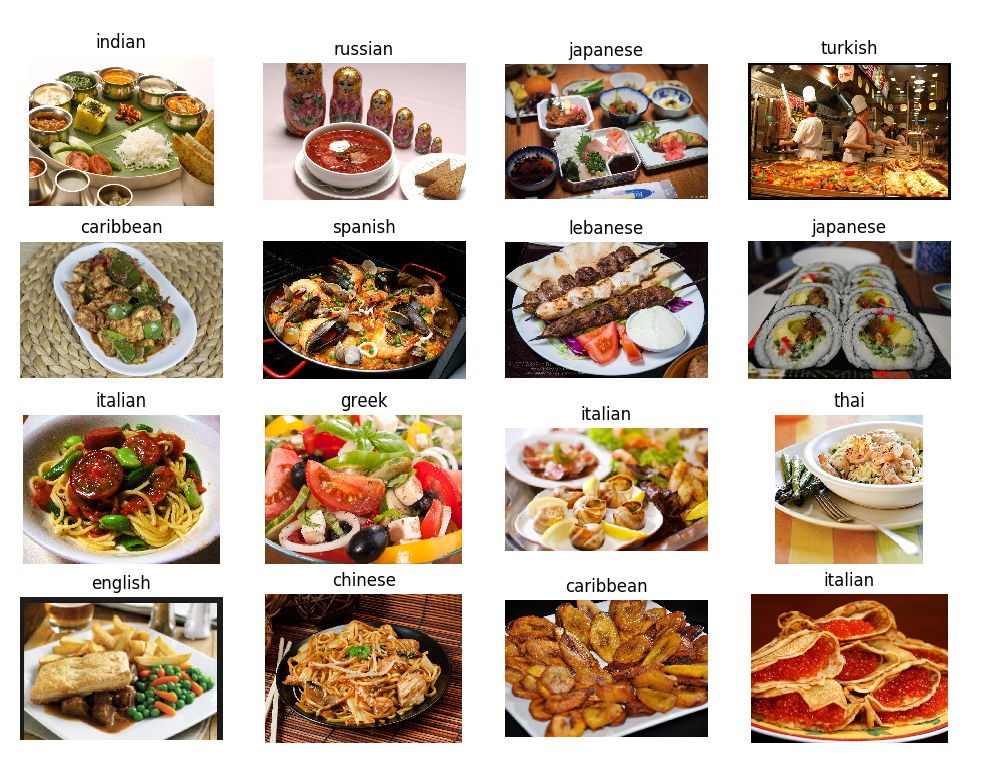 indian
russian
japanese
turkish
caribbean
spanish
lebanese
japanese
italian
greek
italian
thai
english
chinese
caribbean
italian